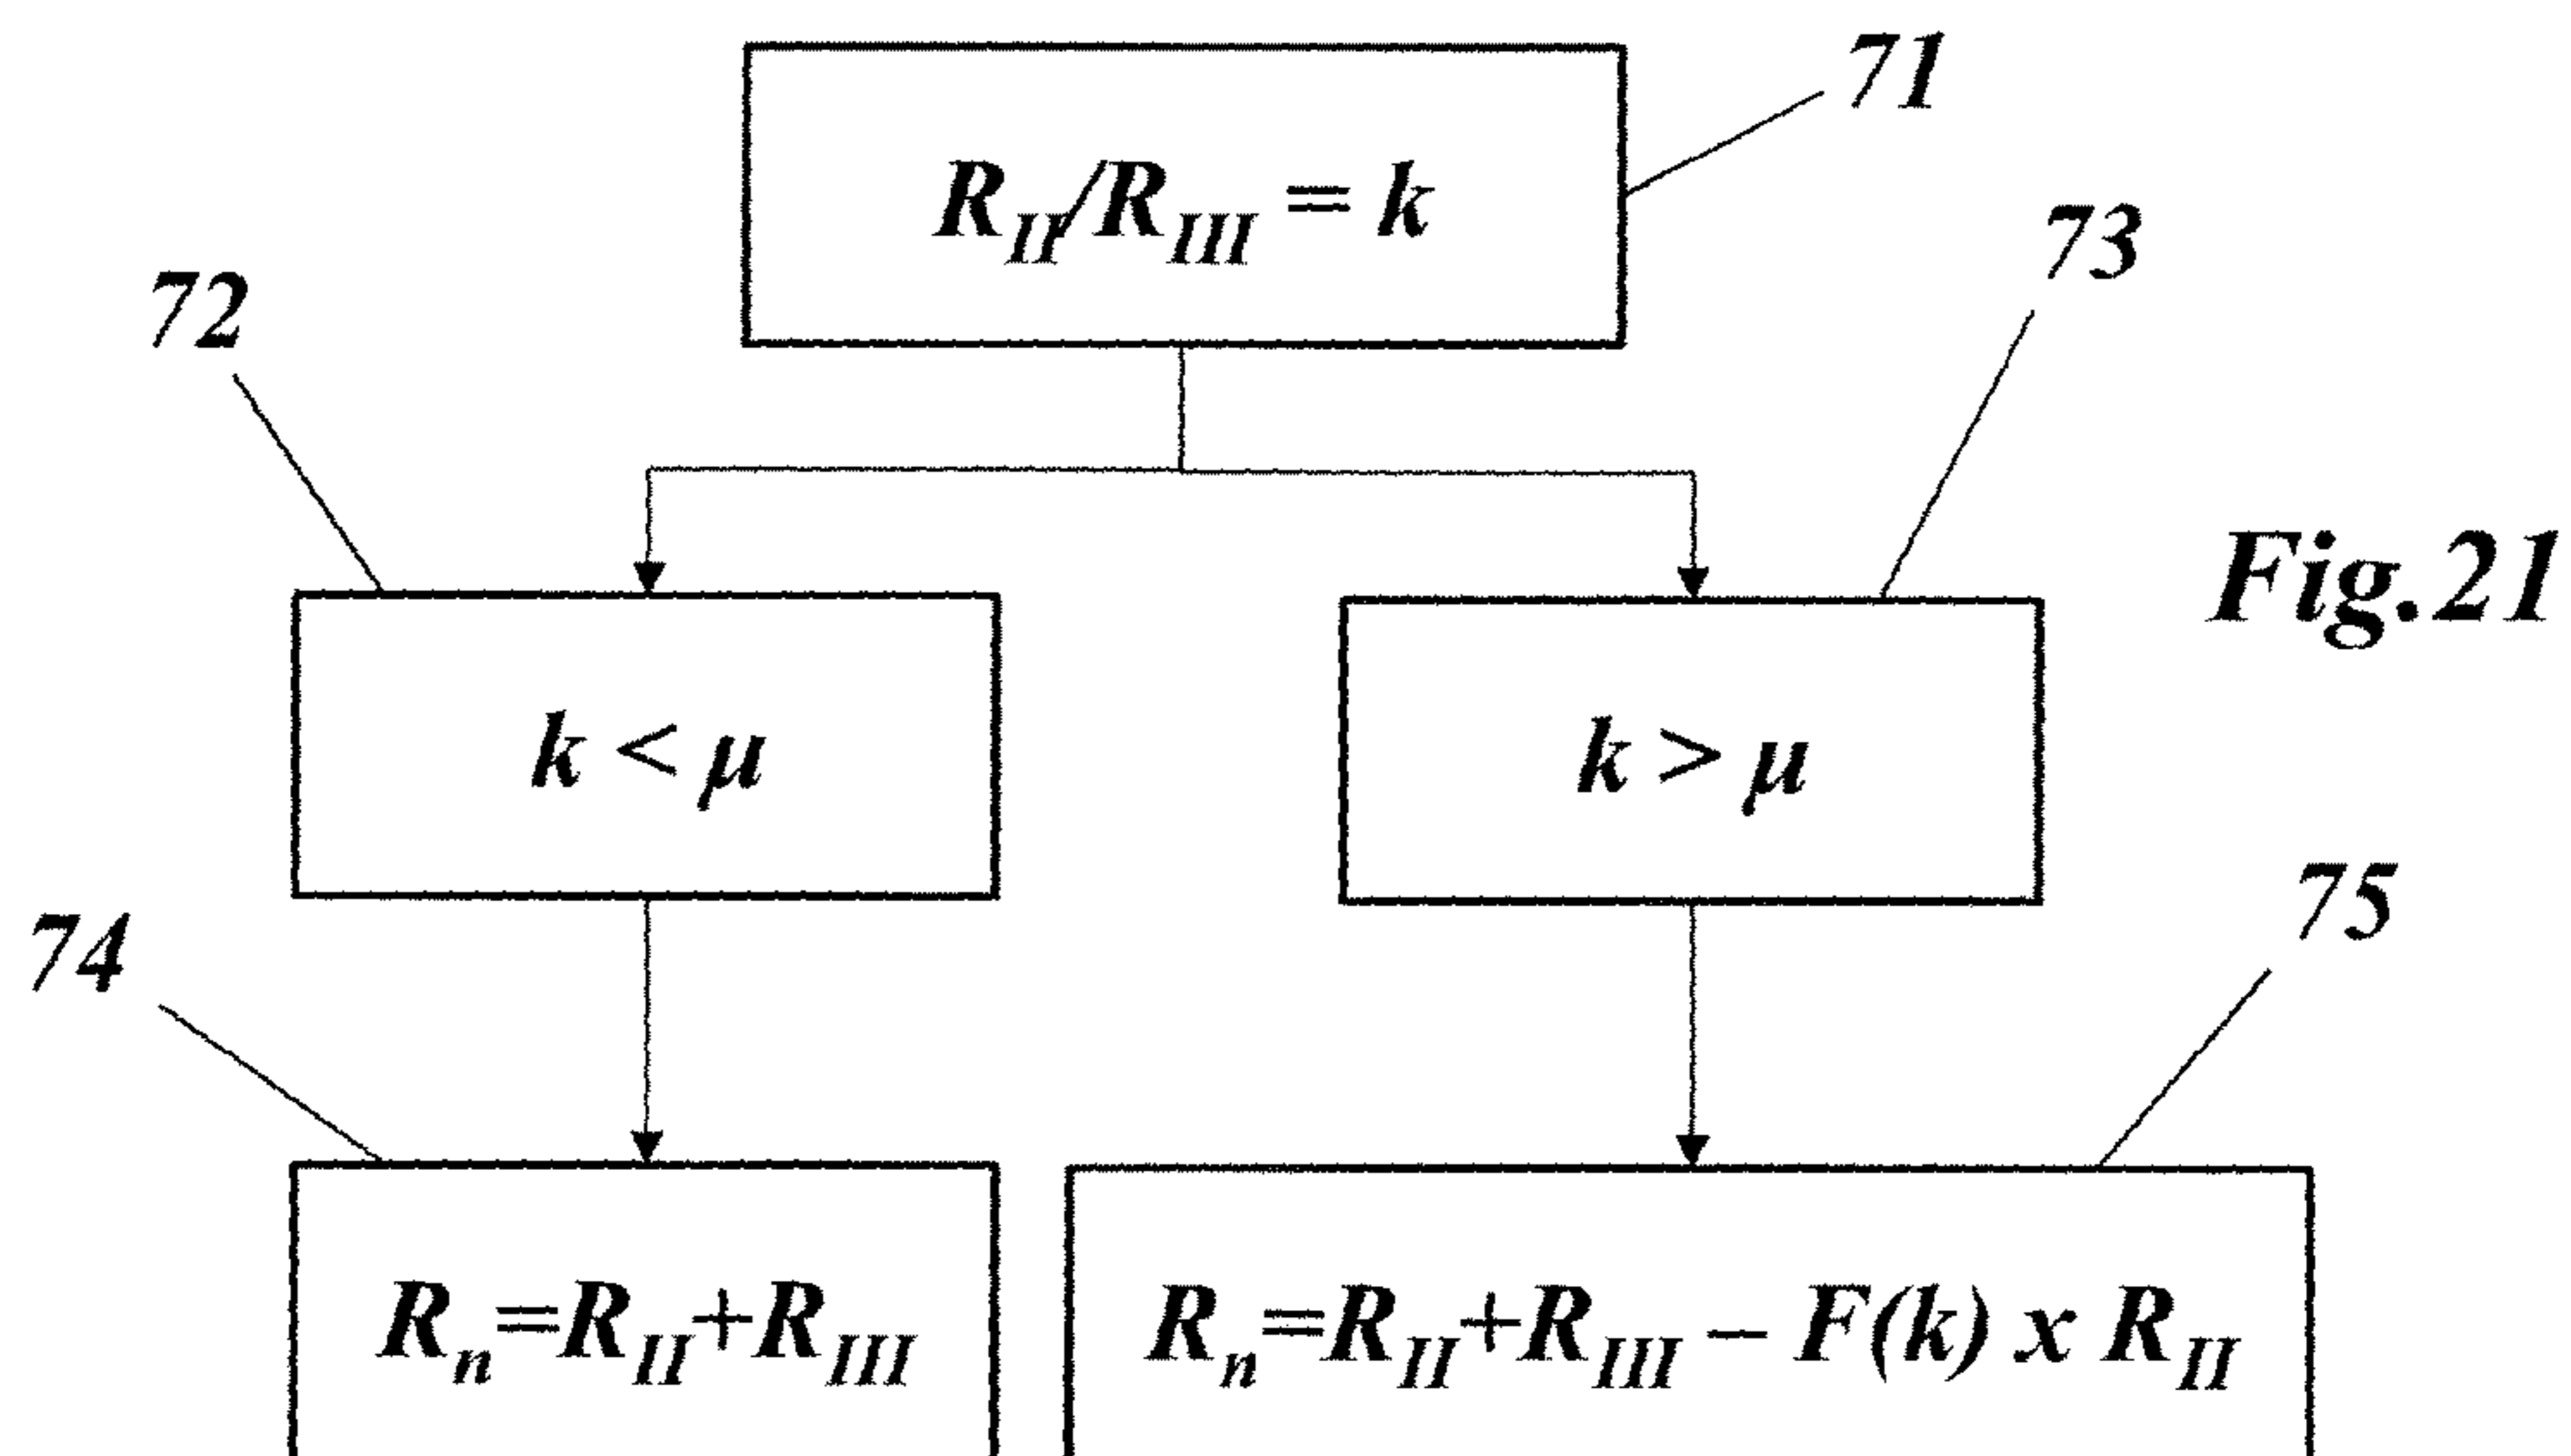 71
R_II/R_III = k
73
72
Fig.21
k < μ
k > μ
75
74
R_n=R_II+R_III
R_n=R_II+R_III – F(k) x R_II